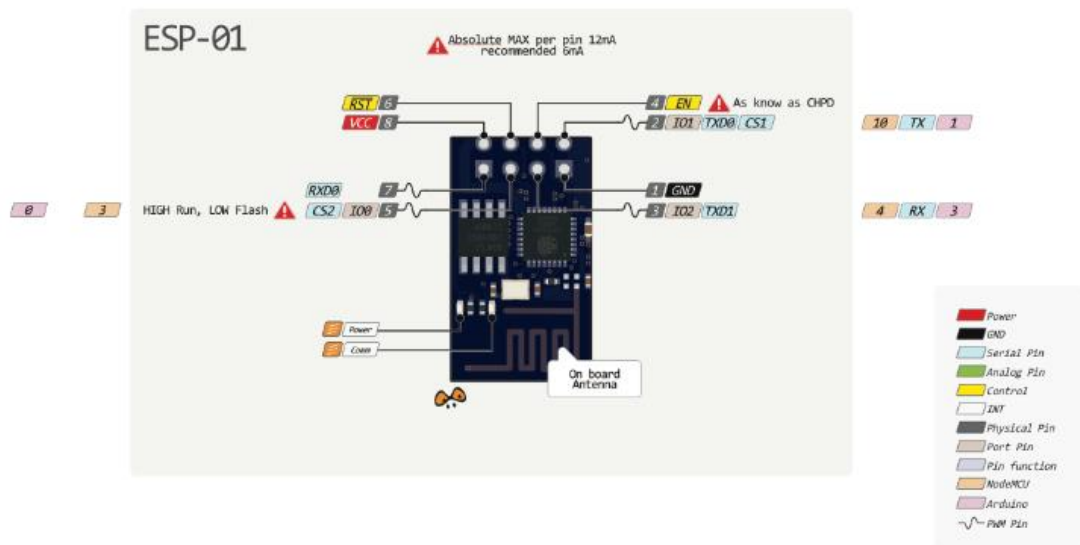 ESP-01
Absolute MAX per pin 12mA
recommended 6mA
RST 6
4 EN As know as CHPD
VCC 8
2 IO1 TXD0 CS1
10 TX 1
RXD0 7
1 GND
0 3 HIGH Run, LOW Flash CS2 IO0 5
3 IO2 TXD1
4 RX 3
Power
Comm
On board
Antenna
Power
GND
Serial Pin
Analog Pin
Control
INT
Physical Pin
Port Pin
Pin function
NodeMCU
Arduino
PWM Pin